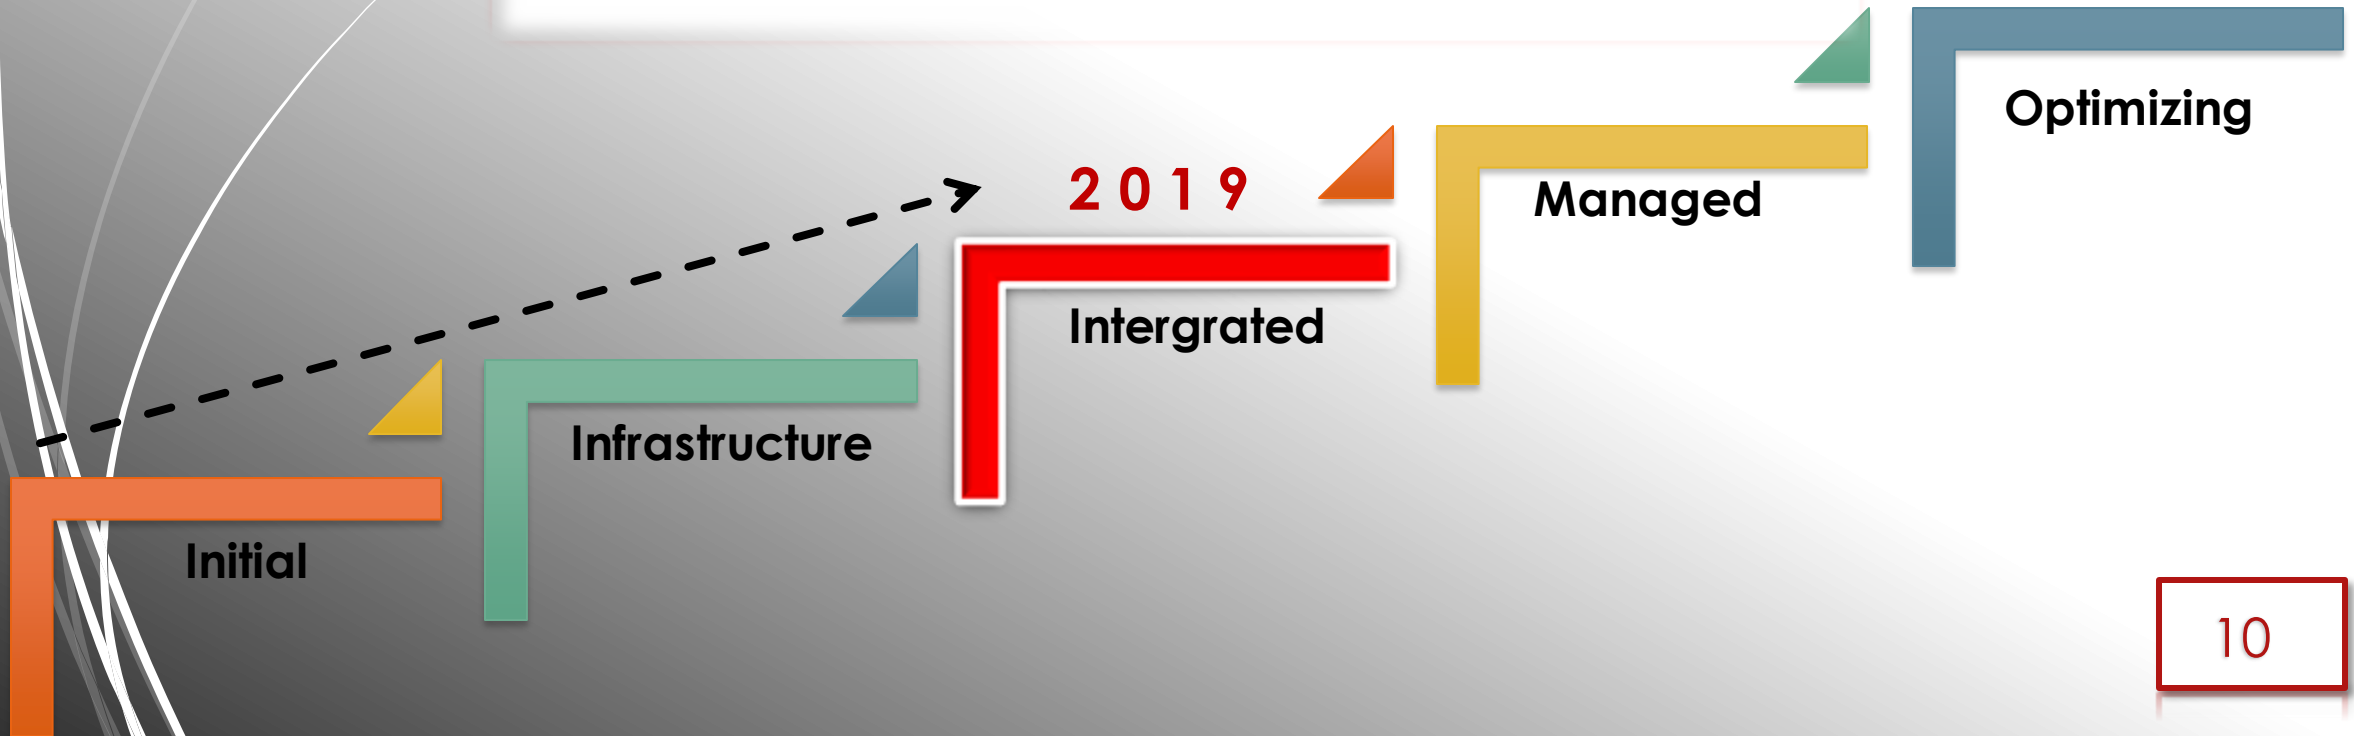 Optimizing
2019
Managed
Intergrated
Infrastructure
Initial
10